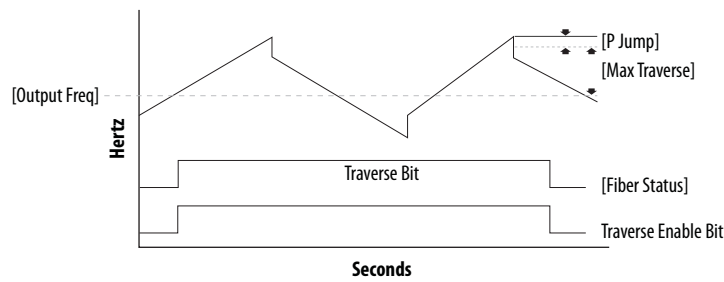 [P Jump]
[Max Traverse]
[Output Freq]
Hertz
Traverse Bit
[Fiber Status]
Traverse Enable Bit
Seconds